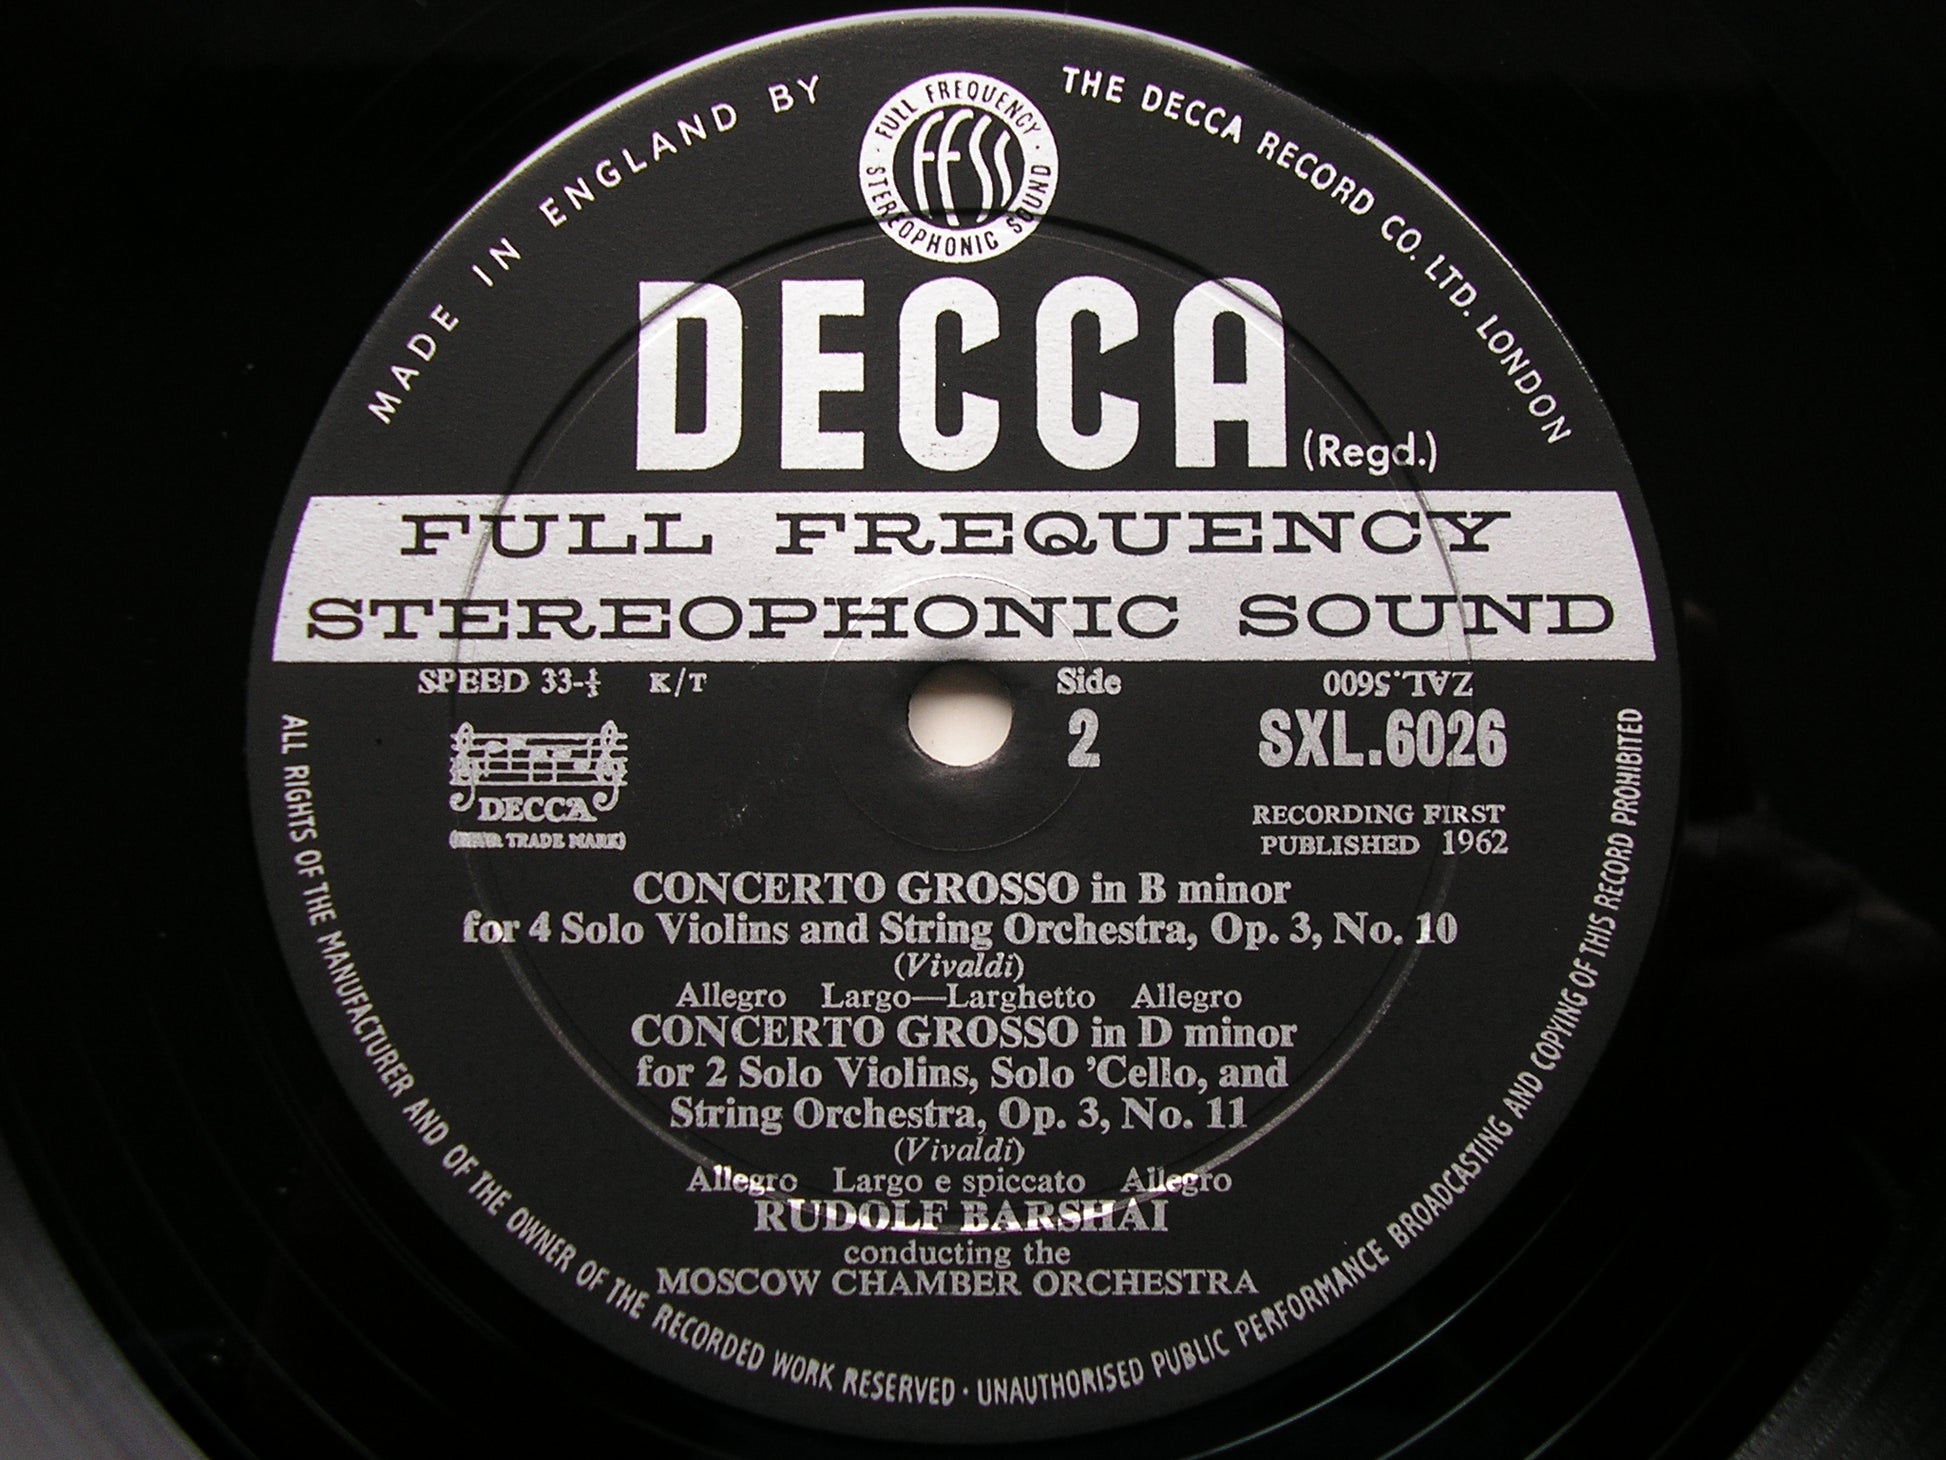 MADE IN ENGLAND BY
THE DECCA RECORD CO. LTD. LONDON
· FULL FREQUENCY ·
ffss
STEREOPHONIC SOUND
DECCA (Regd.)
FULL FREQUENCY
STEREOPHONIC SOUND
SPEED 33-⅓ K/T
Side
2
ZAL.5600
SXL.6026
DECCA
TRADE MARK)
RECORDING FIRST
PUBLISHED 1962
CONCERTO GROSSO in B minor
for 4 Solo Violins and String Orchestra, Op. 3, No. 10
(Vivaldi)
Allegro Largo—Larghetto Allegro
CONCERTO GROSSO in D minor
for 2 Solo Violins, Solo ’Cello, and
String Orchestra, Op. 3, No. 11
(Vivaldi)
Allegro Largo e spiccato Allegro
RUDOLF BARSHAI
conducting the
MOSCOW CHAMBER ORCHESTRA
ALL RIGHTS OF THE MANUFACTURER AND OF THE OWNER OF THE RECORDED WORK RESERVED · UNAUTHORISED PUBLIC PERFORMANCE BROADCASTING AND COPYING OF THIS RECORD PROHIBITED